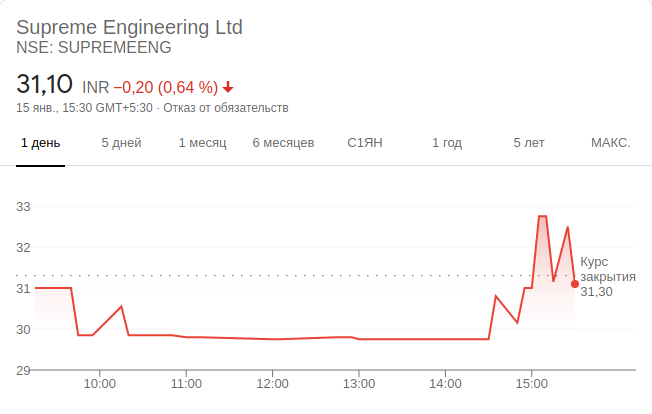 Supreme Engineering Ltd
NSE: SUPREMEENG
31,10 INR −0,20 (0,64 %)
15 янв., 15:30 GMT+5:30 · Отказ от обязательств
1 день 5 дней 1 месяц 6 месяцев С1ЯН 1 год 5 лет МАКС.
33
32
Курс
закрытия
31,30
31
30
29
10:00 11:00 12:00 13:00 14:00 15:00